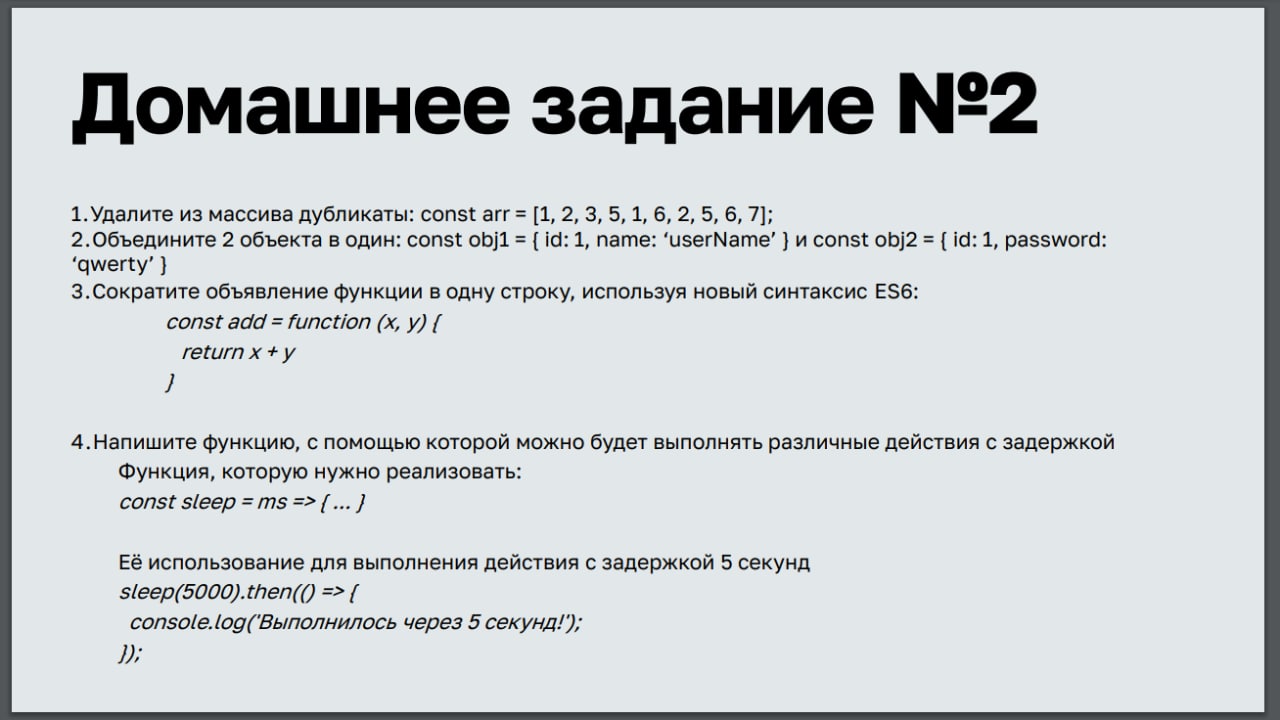 Домашнее задание №2
1.Удалите из массива дубликаты: const arr = [1, 2, 3, 5, 1, 6, 2, 5, 6, 7];
2.Объедините 2 объекта в один: const obj1 = { id: 1, name: ‘userName’ } и const obj2 = { id: 1, password:
‘qwerty’ }
3.Сократите объявление функции в одну строку, используя новый синтаксис ES6:
const add = function (x, y) {
return x + y
}
4.Напишите функцию, с помощью которой можно будет выполнять различные действия с задержкой
Функция, которую нужно реализовать:
const sleep = ms => { ... }
Её использование для выполнения действия с задержкой 5 секунд
sleep(5000).then(() => {
console.log('Выполнилось через 5 секунд!');
});